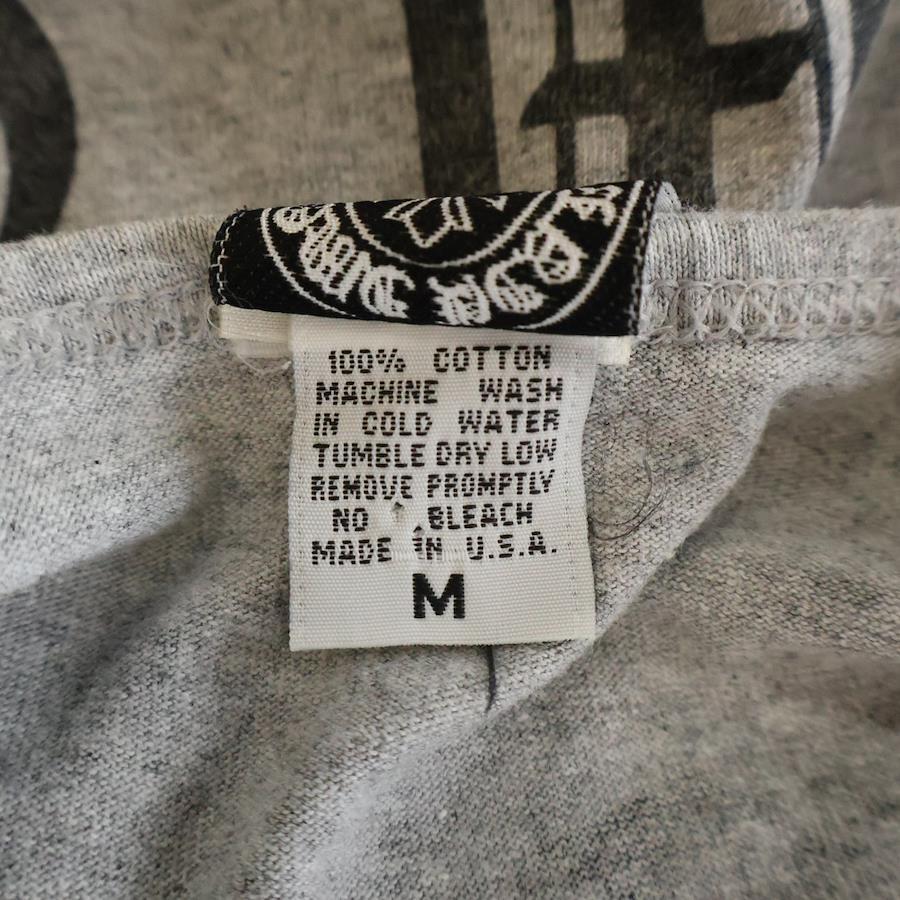 100% COTTON
MACHINE WASH
IN COLD WATER
TUMBLE DRY LOW
REMOVE PROMPTLY
NO BLEACH
MADE IN U.S.A.
M